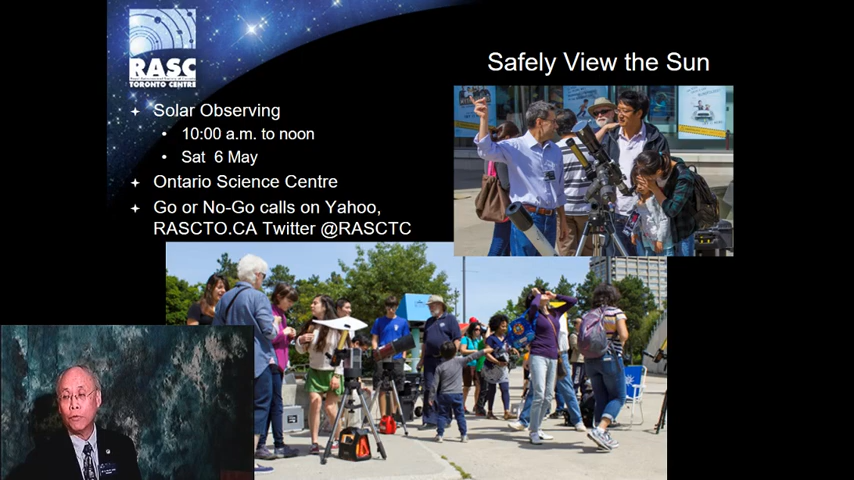 RASC
TORONTO CENTRE
Safely View the Sun
Solar Observing
10:00 a.m. to noon
Sat 6 May
Ontario Science Centre
Go or No-Go calls on Yahoo,
RASCTO.CA Twitter @RASCTC